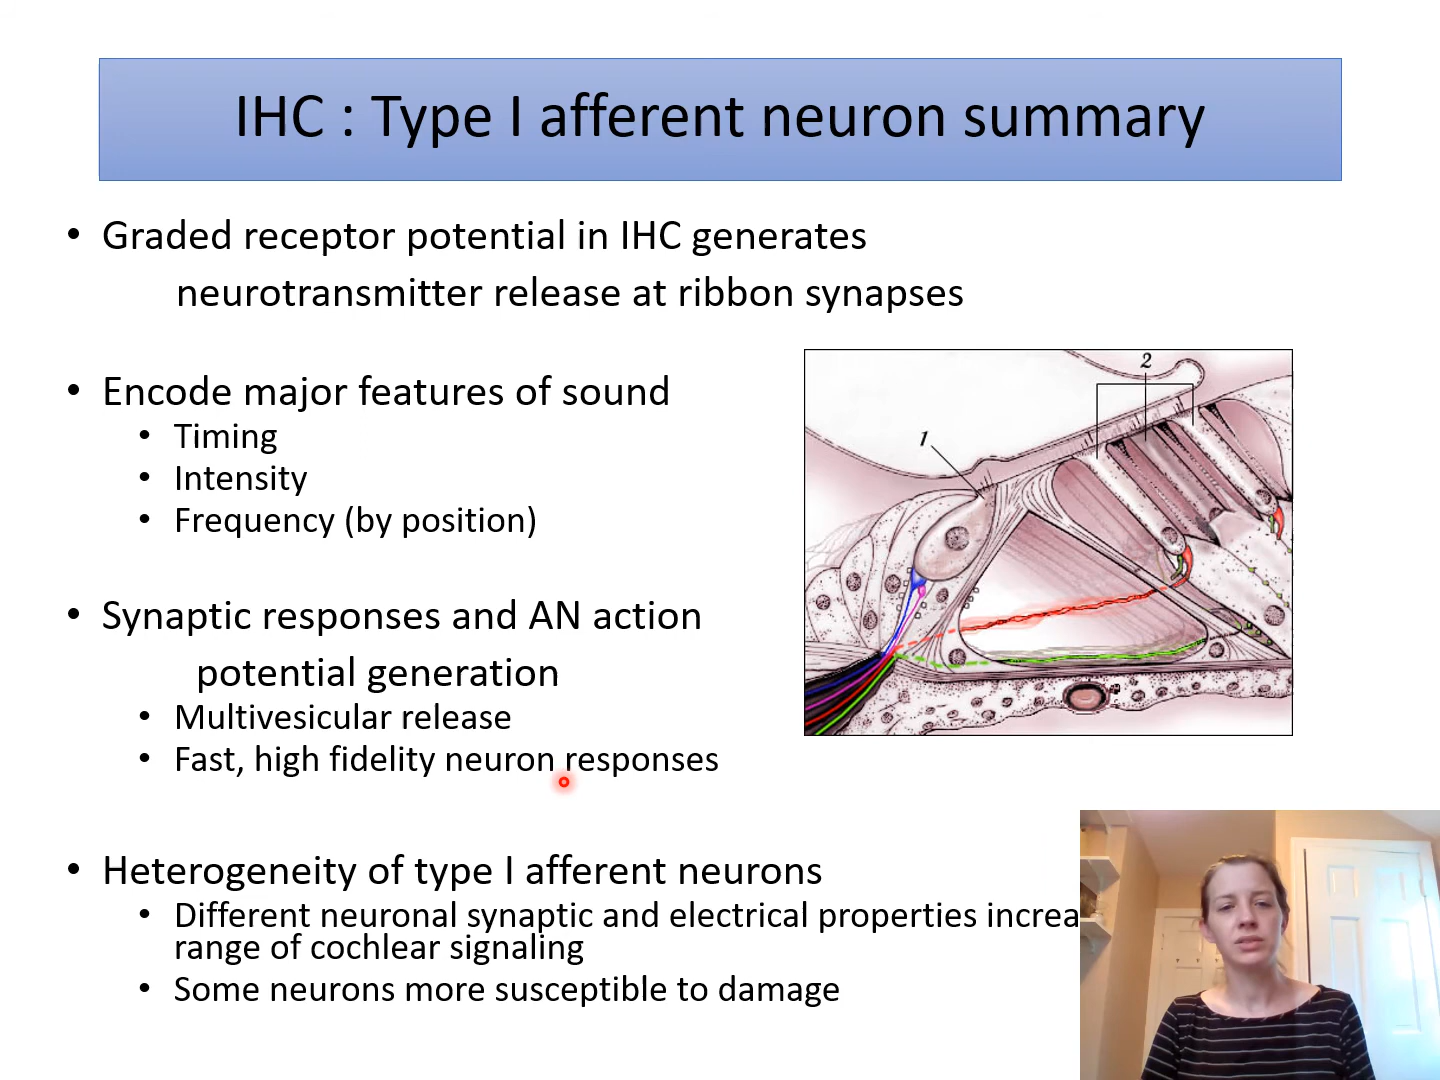 IHC : Type I afferent neuron summary
• Graded receptor potential in IHC generates
neurotransmitter release at ribbon synapses
• Encode major features of sound
• Timing
• Intensity
• Frequency (by position)
• Synaptic responses and AN action
potential generation
• Multivesicular release
• Fast, high fidelity neuron responses
• Heterogeneity of type I afferent neurons
• Different neuronal synaptic and electrical properties
range of cochlear signaling
• Some neurons more susceptible to damage
1
2